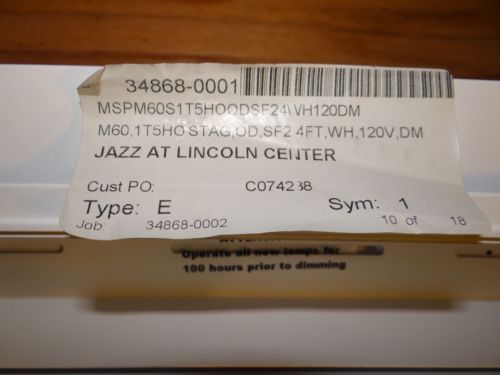 34868-0001
MSPM60S1T5HOODSF24WH120DM
M60,1T5HO STAG,OD,SF2 4FT,WH,120V,DM
JAZZ AT LINCOLN CENTER
Cust PO: C074288
Type: E Sym: 1
Job: 34868-0002 10 of 18
Operate all new lamps for
100 hours prior to dimming